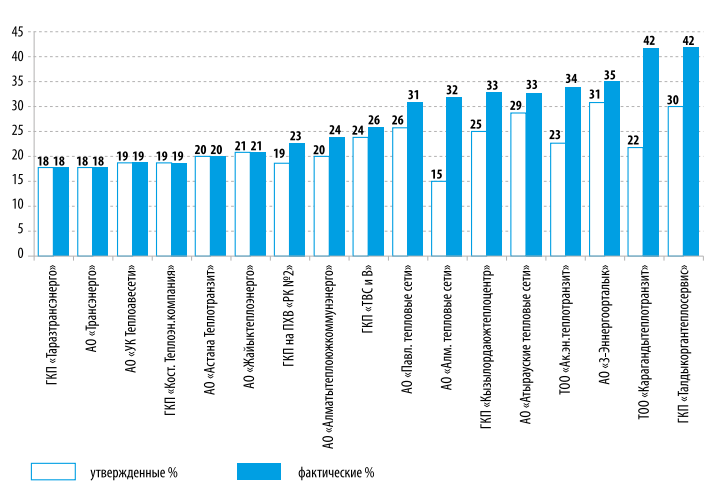 45
40
35
30
25
20
15
10
5
0
18 18
18 18
19 19
19 19
20 20
21 21
19 23
20 24
24 26
26 31
15 32
25 33
29 33
23 34
31 35
22 42
30 42
ГКП «Таразтрансэнерго»
АО «Трансэнерго»
АО «УК Теплоавесети»
ГКП «Кост. Теплоэн.компания»
АО «Астана Теплотранзит»
АО «Жайыктеплоэнерго»
ГКП на ПХВ «РК №2»
АО «Алматытеплоюжкоммунэнерго»
ГКП «ТВС и В»
АО «Павл. тепловые сети»
АО «Алм. тепловые сети»
ГКП «Кызылордаюжтеплоцентр»
АО «Атырауские тепловые сети»
ТОО «Ак.эн.теплотранзит»
АО «3-Эннергоорталык»
ТОО «Карагандытеплотранзит»
ГКП «Талдыкоргантеплосервис»
утвержденные %
фактические %